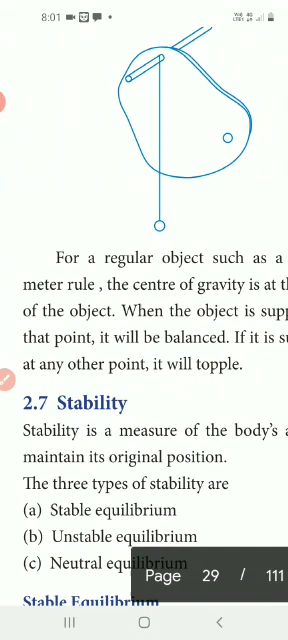 8:01
For a regular object such as a
meter rule , the centre of gravity is at
of the object. When the object is
that point, it will be balanced. If it is
at any other point, it will topple.
2.7 Stability
Stability is a measure of the body's
maintain its original position.
The three types of stability are
(a) Stable equilibrium
(b) Unstable equilibrium
(c) Neutral equilibrium
Page 29 / 111
Stable Equilibrium